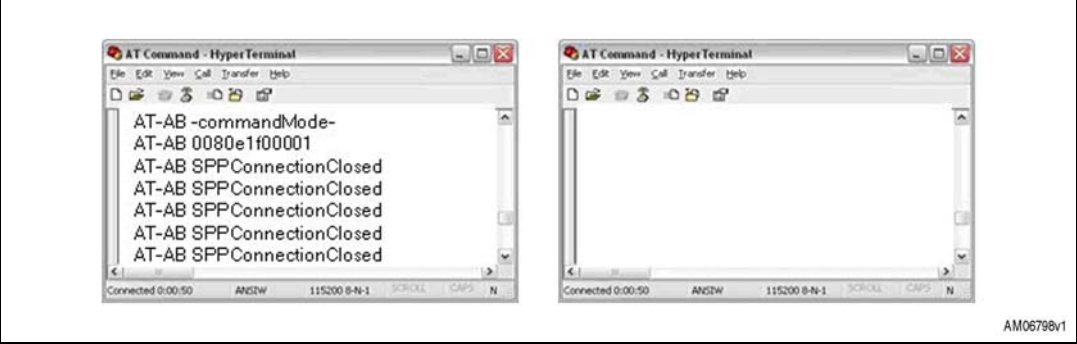 AT Command - HyperTerminal
File Edit View Call Transfer Help
AT-AB -commandMode-
AT-AB 0080e1f00001
AT-AB SPPConnectionClosed
AT-AB SPPConnectionClosed
AT-AB SPPConnectionClosed
AT-AB SPPConnectionClosed
AT-AB SPPConnectionClosed
Connected 0:00:50 ANSIW 115200 8-N-1 SCROLL CAPS N
AT Command - HyperTerminal
File Edit View Call Transfer Help
Connected 0:00:50 ANSIW 115200 8-N-1 SCROLL CAPS N
AM06798v1